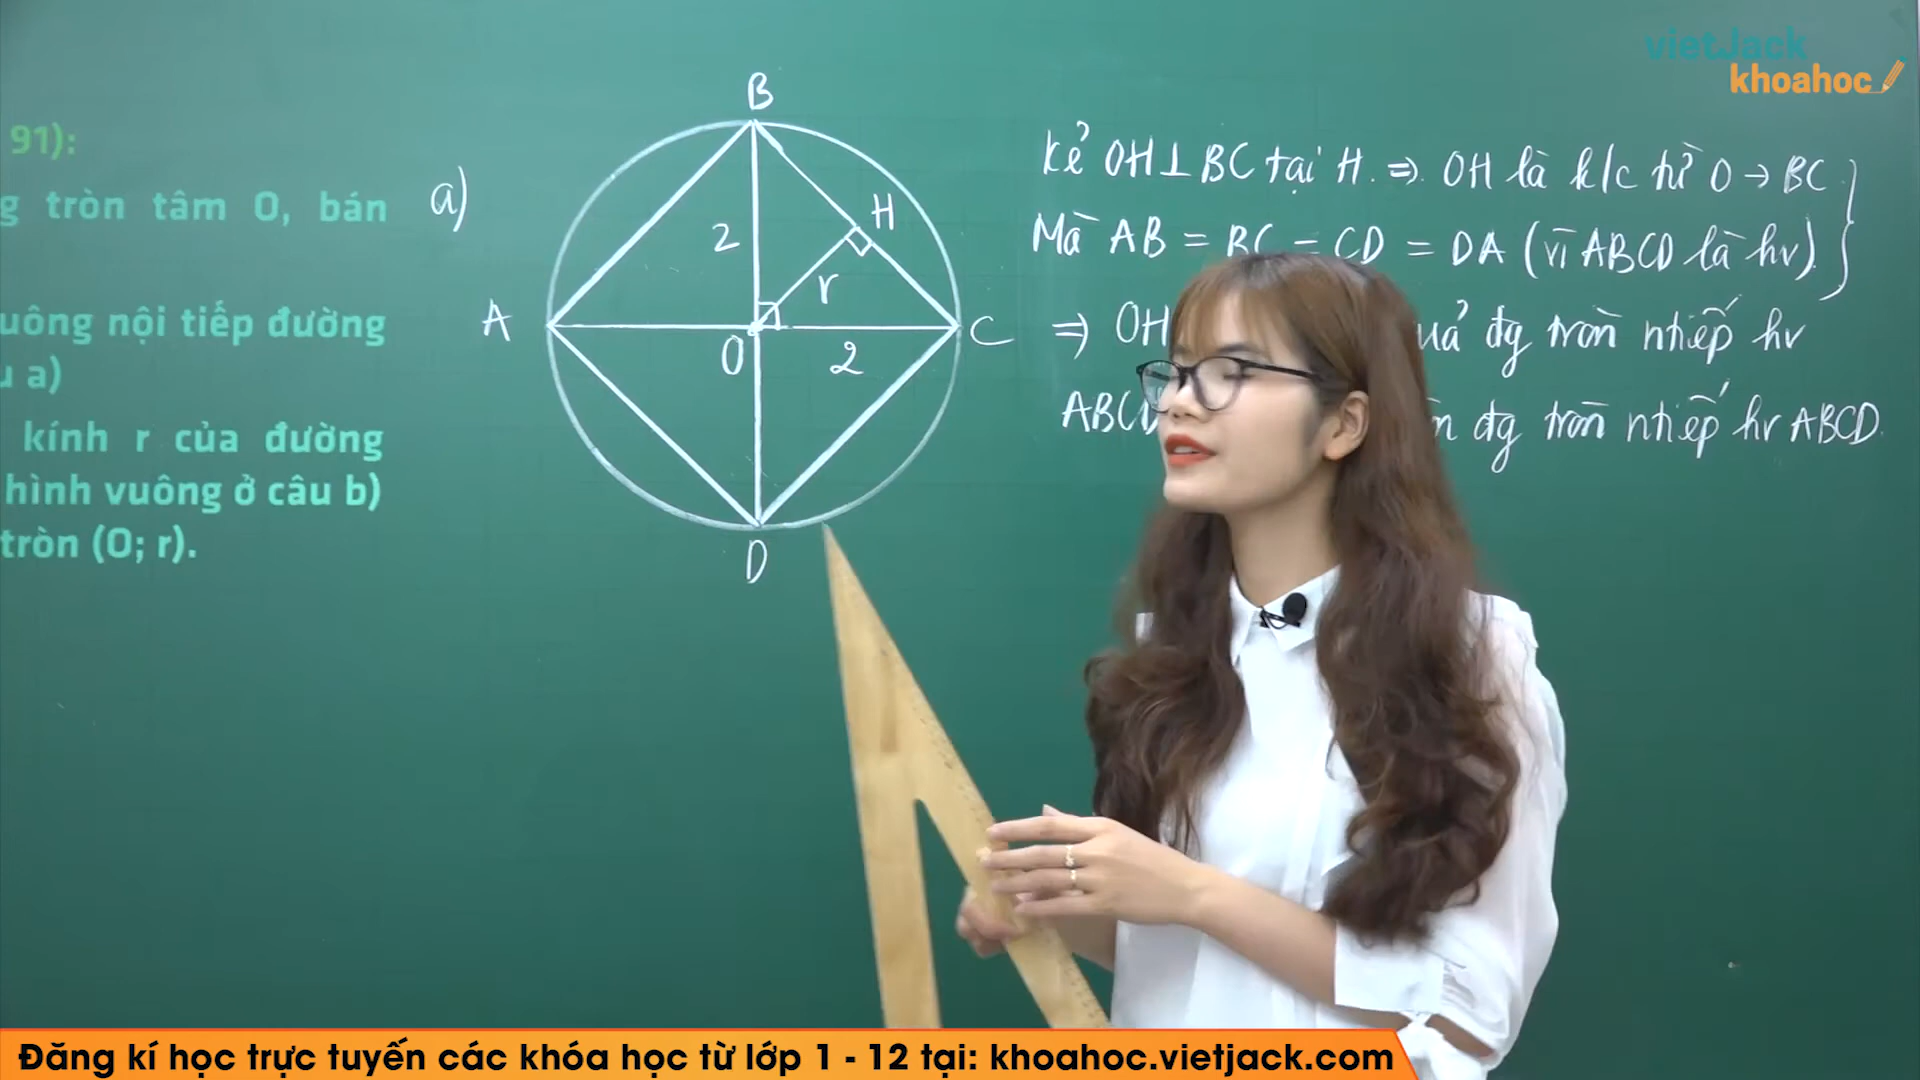 vietJack
khoahoc
91):
g tròn tâm O, bán
uông nội tiếp đường
u a)
kính r của đường
hình vuông ở câu b)
tròn (O; r).
a)
B
A
C
D
O
H
2
r
2
Kẻ OH⊥BC tại H. => OH là k/c từ O → BC
Mà AB = BC = CD = DA (vì ABCD là hv).
=> OH đg tròn ntiếp hv
ABCD đg tròn ntiếp hv ABCD.
Đăng kí học trực tuyến các khóa học từ lớp 1 - 12 tại: khoahoc.vietjack.com